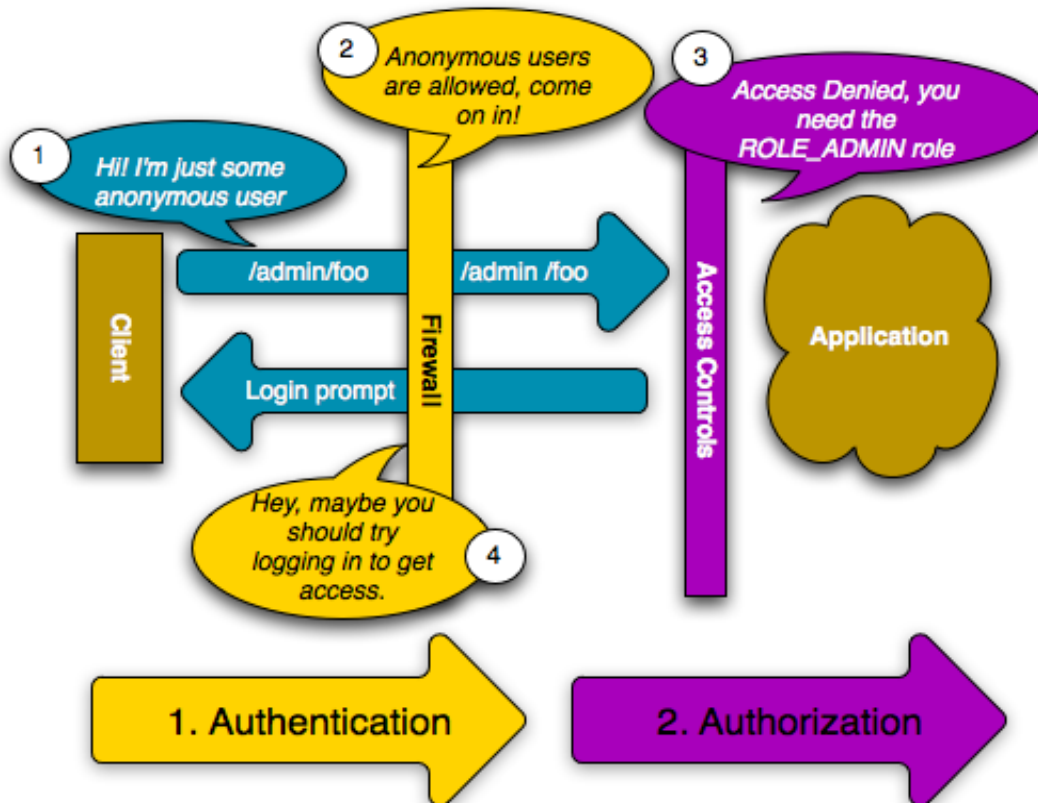 1
Hi! I'm just some
anonymous user
2
Anonymous users
are allowed, come
on in!
3
Access Denied, you
need the
ROLE_ADMIN role
Client
/admin/foo
Firewall
/admin /foo
Access Controls
Application
Login prompt
Hey, maybe you
should try
logging in to get
access.
4
1. Authentication
2. Authorization